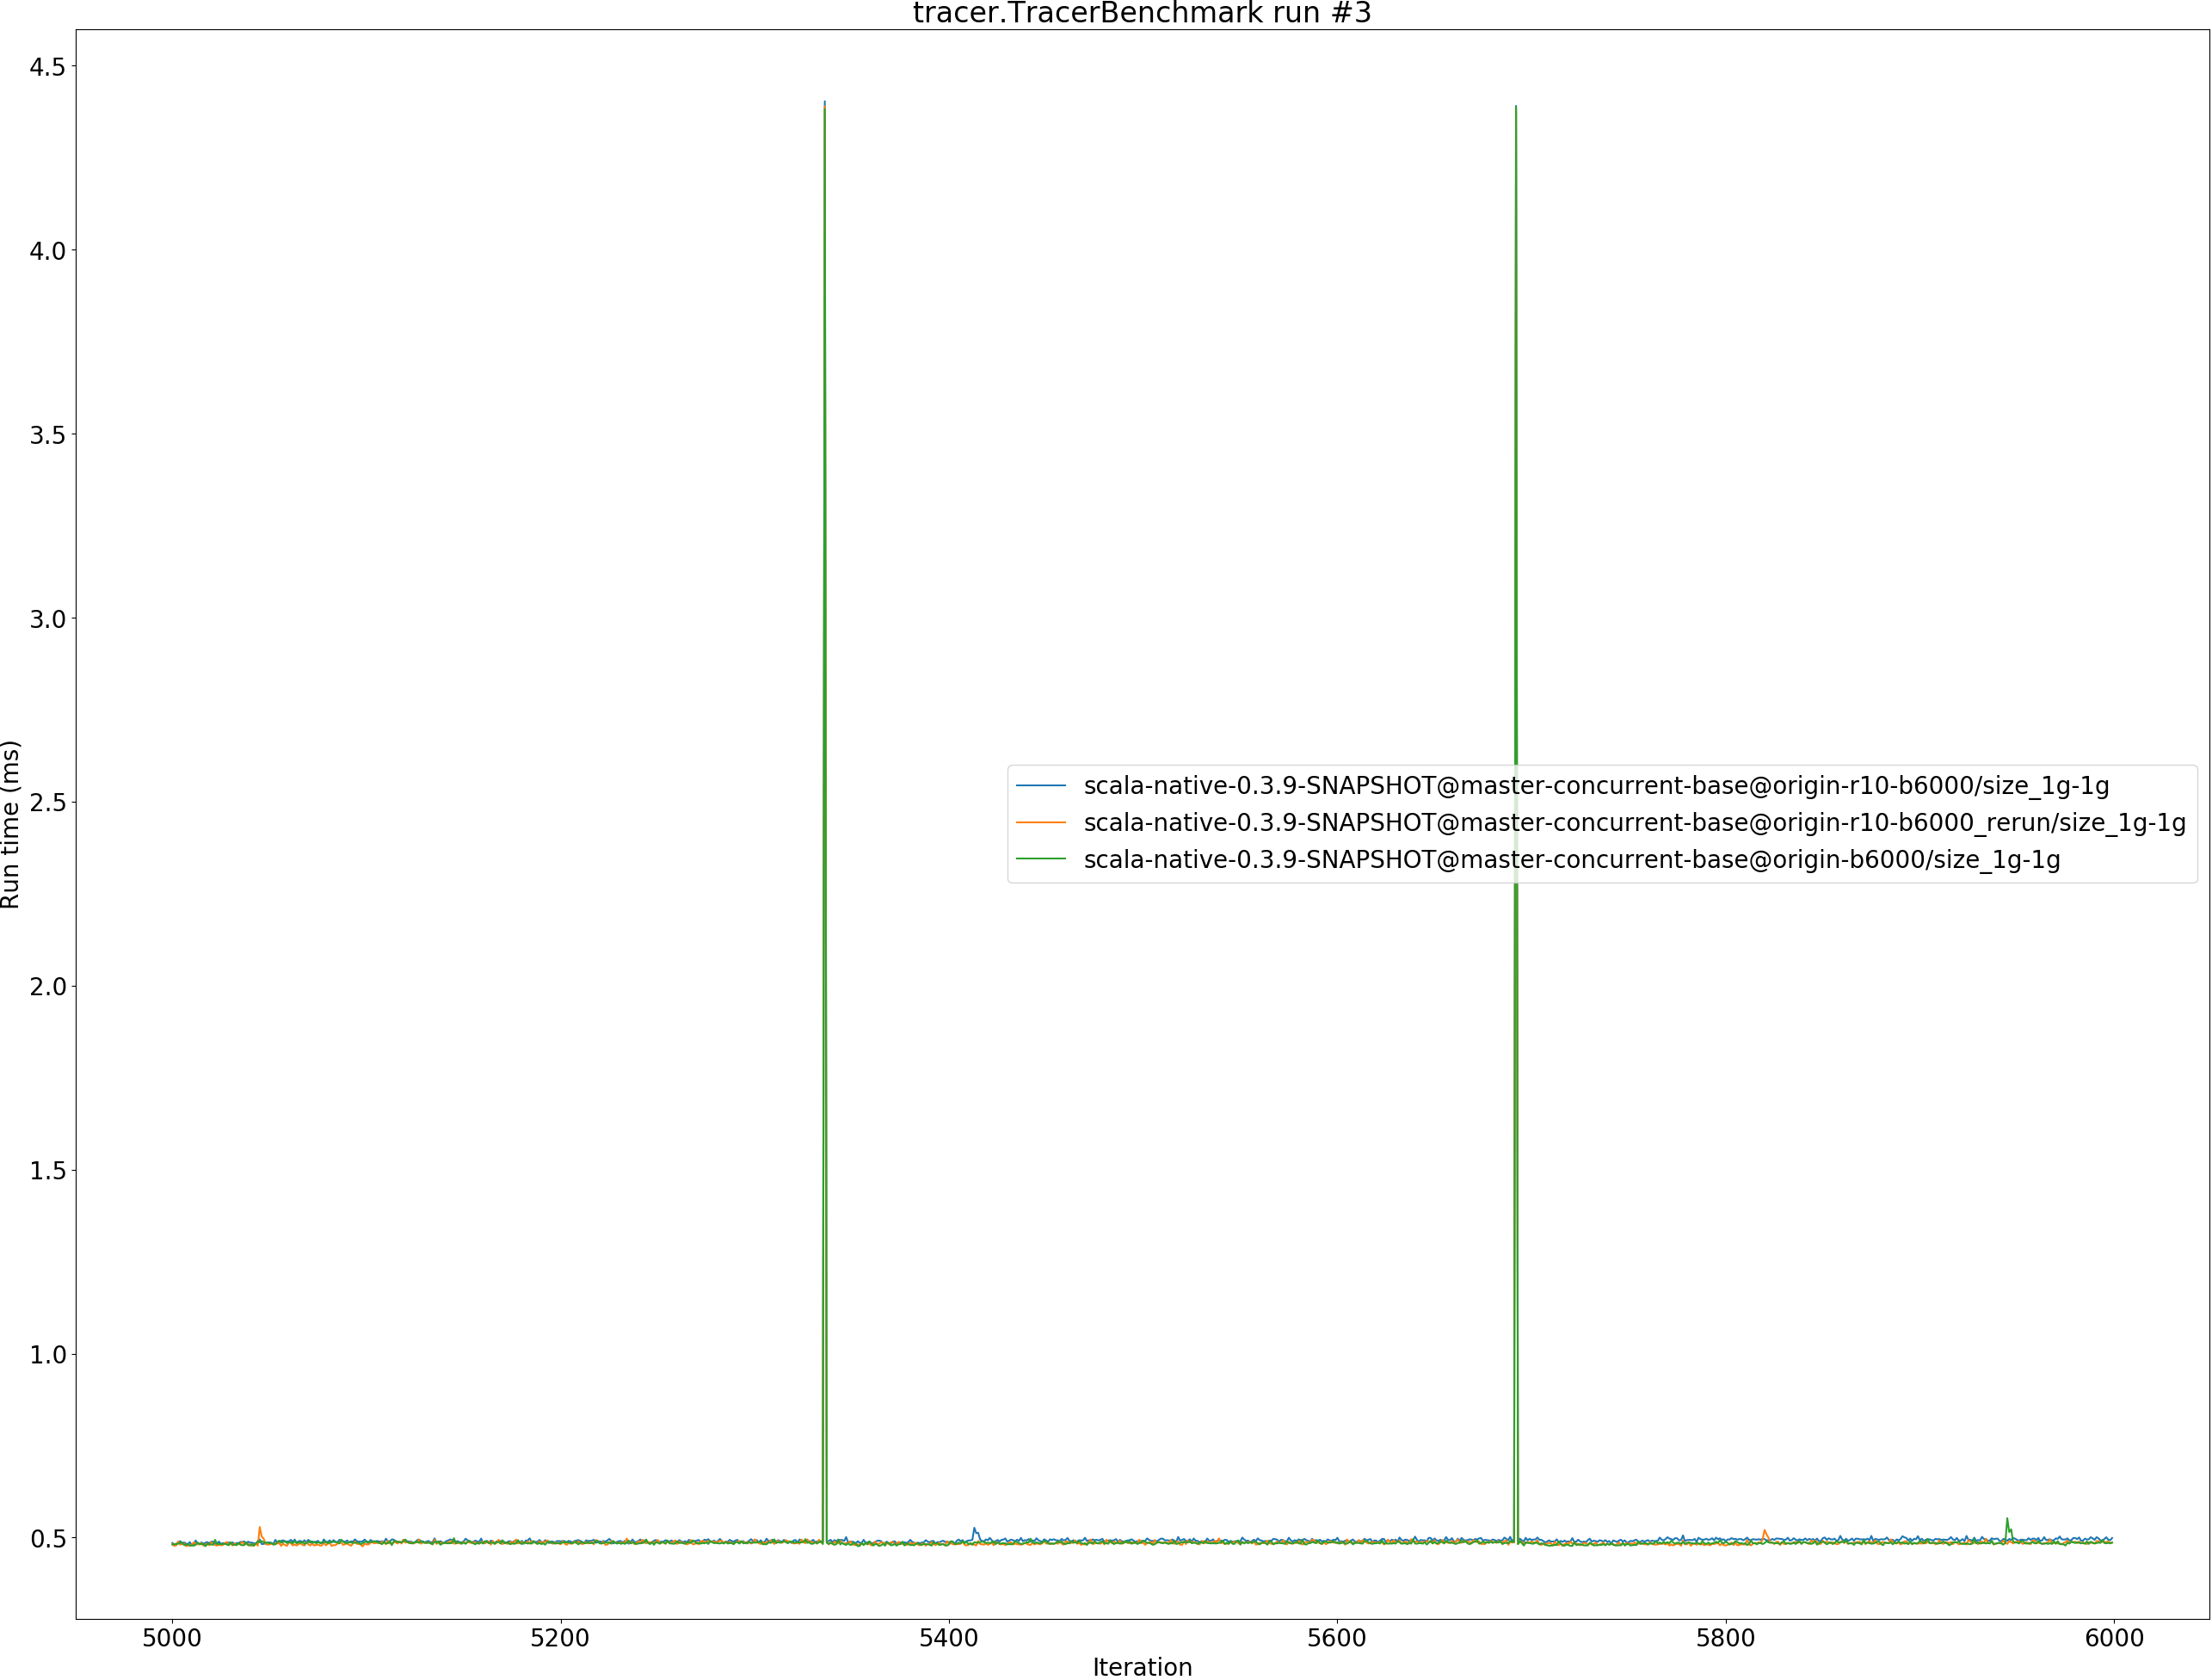 tracer.TracerBenchmark run #3
4.5
4.0
3.5
3.0
2.5
2.0
1.5
1.0
0.5
Run time (ms)
scala-native-0.3.9-SNAPSHOT@master-concurrent-base@origin-r10-b6000/size_1g-1g
scala-native-0.3.9-SNAPSHOT@master-concurrent-base@origin-r10-b6000_rerun/size_1g-1g
scala-native-0.3.9-SNAPSHOT@master-concurrent-base@origin-b6000/size_1g-1g
5000 5200 5400 5600 5800 6000
Iteration